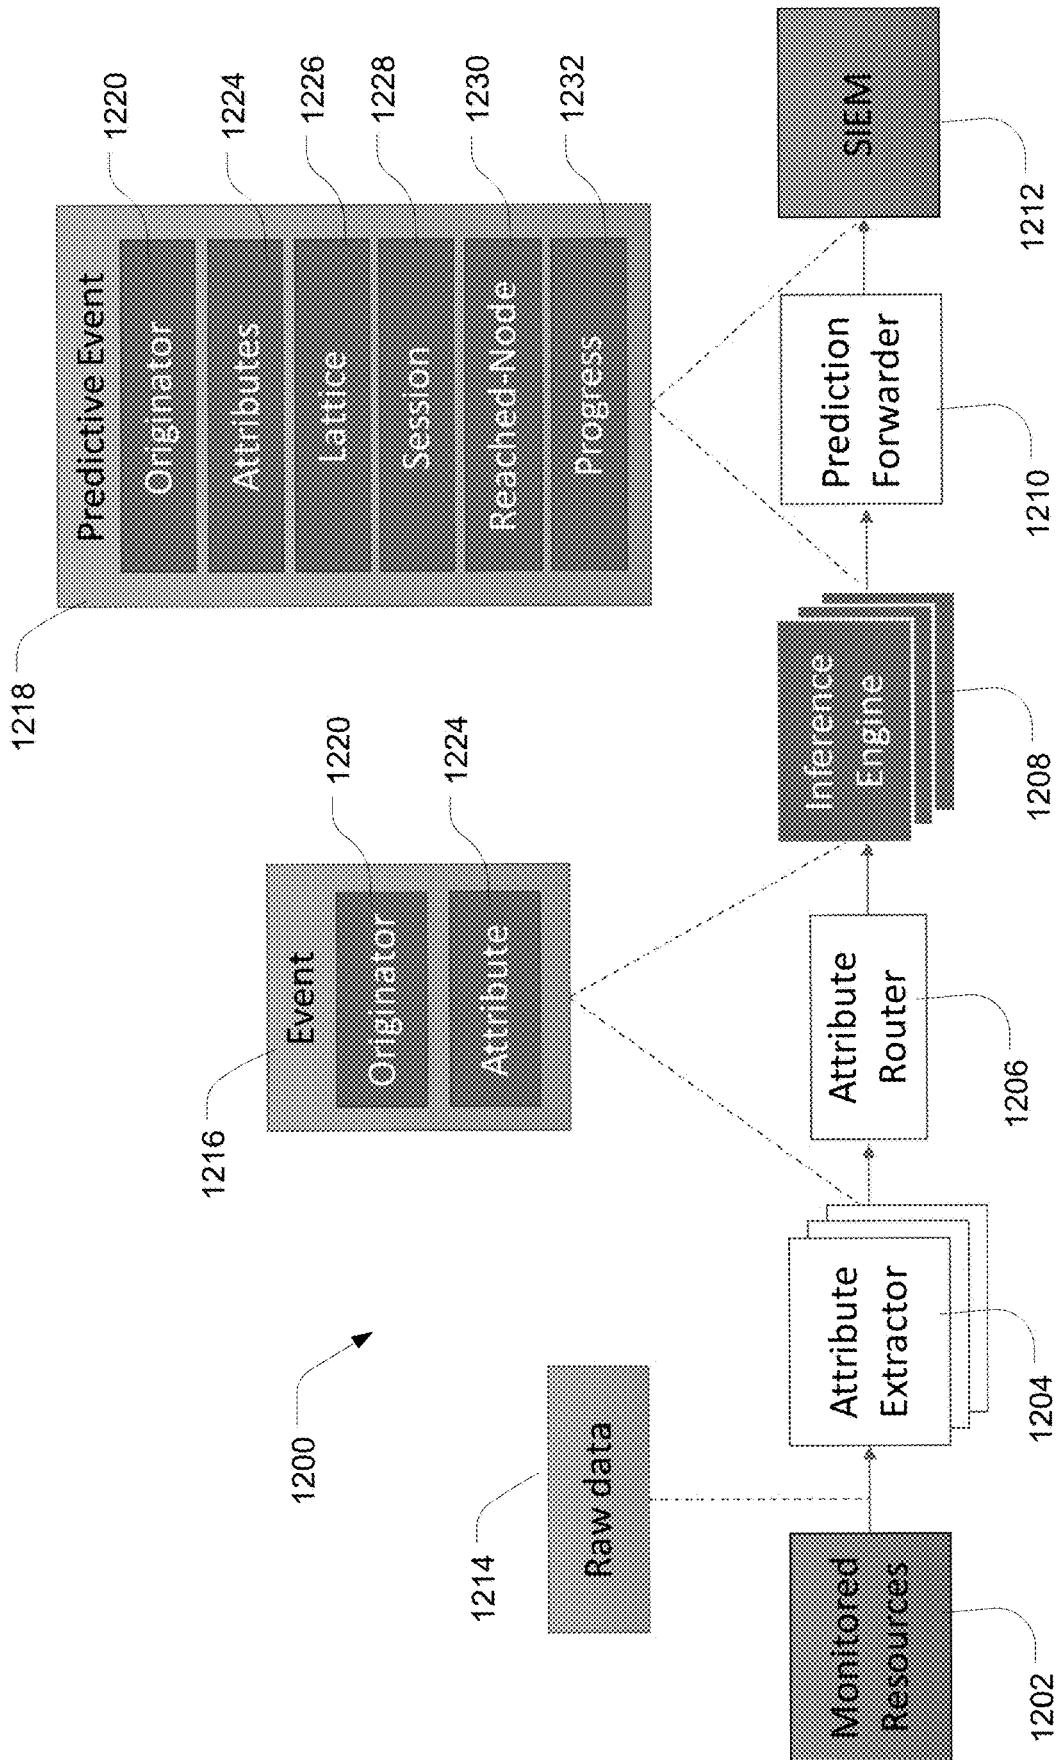 1218
Predictive Event
Originator
1220
Attributes
1224
Lattice
1226
Session
1228
Reached-Node
1230
Progress
1232
1216
Event
Originator
1220
Attribute
1224
1200
1214
Raw data
Monitored
Resources
1202
Attribute
Extractor
1204
Attribute
Router
1206
Inference
Engine
1208
Prediction
Forwarder
1210
SIEM
1212